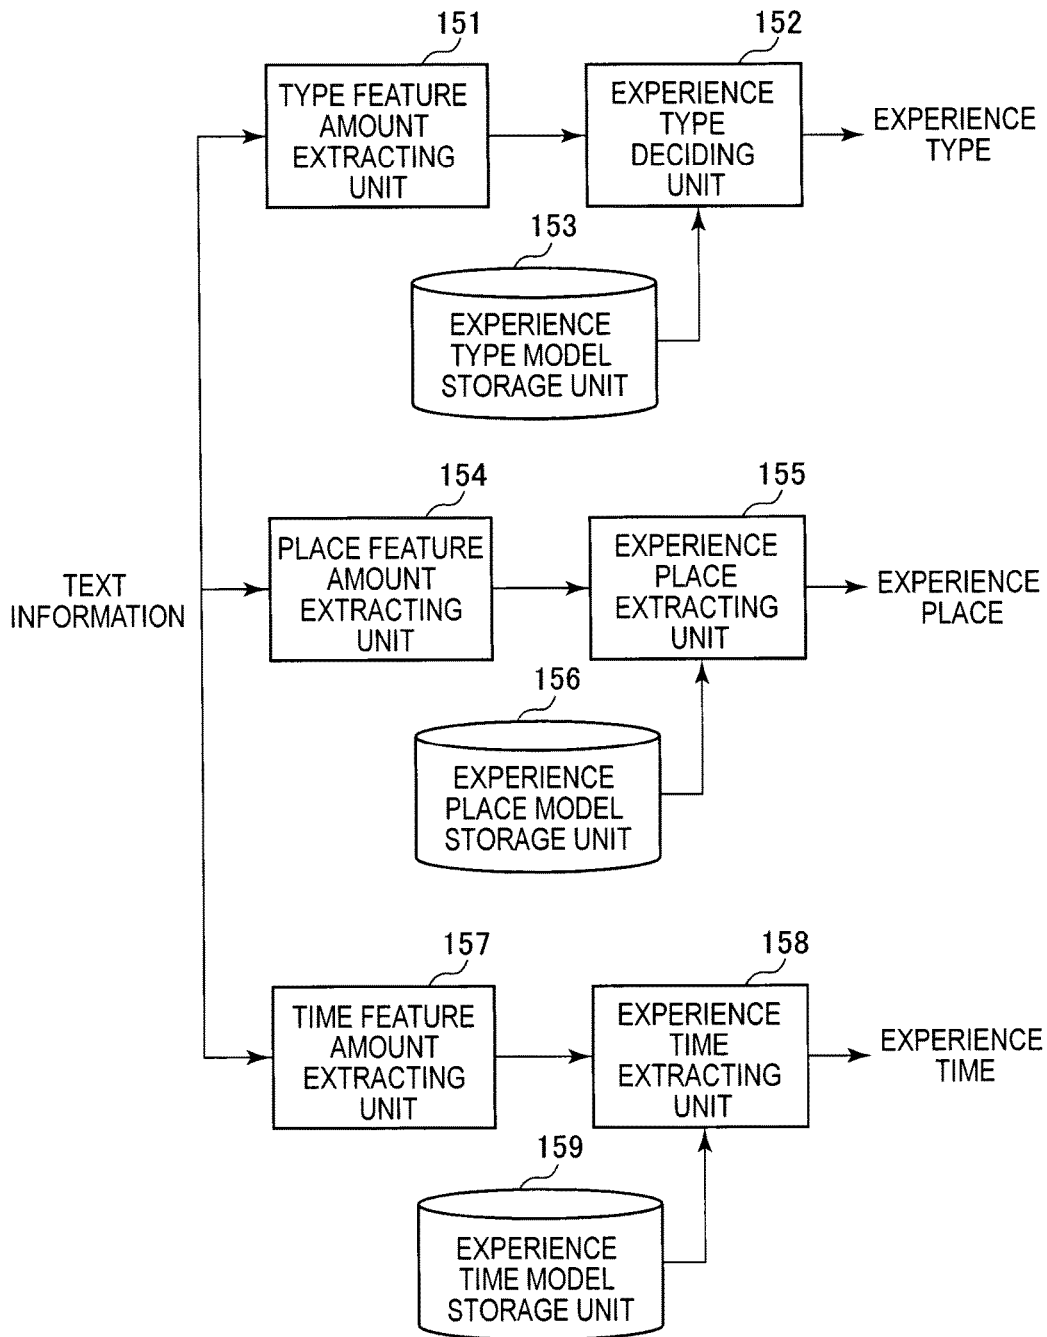 151
TYPE FEATURE
AMOUNT
EXTRACTING
UNIT
152
EXPERIENCE
TYPE
DECIDING
UNIT
EXPERIENCE
TYPE
153
EXPERIENCE
TYPE MODEL
STORAGE UNIT
TEXT
INFORMATION
154
PLACE FEATURE
AMOUNT
EXTRACTING
UNIT
155
EXPERIENCE
PLACE
EXTRACTING
UNIT
EXPERIENCE
PLACE
156
EXPERIENCE
PLACE MODEL
STORAGE UNIT
157
TIME FEATURE
AMOUNT
EXTRACTING
UNIT
158
EXPERIENCE
TIME
EXTRACTING
UNIT
EXPERIENCE
TIME
159
EXPERIENCE
TIME MODEL
STORAGE UNIT